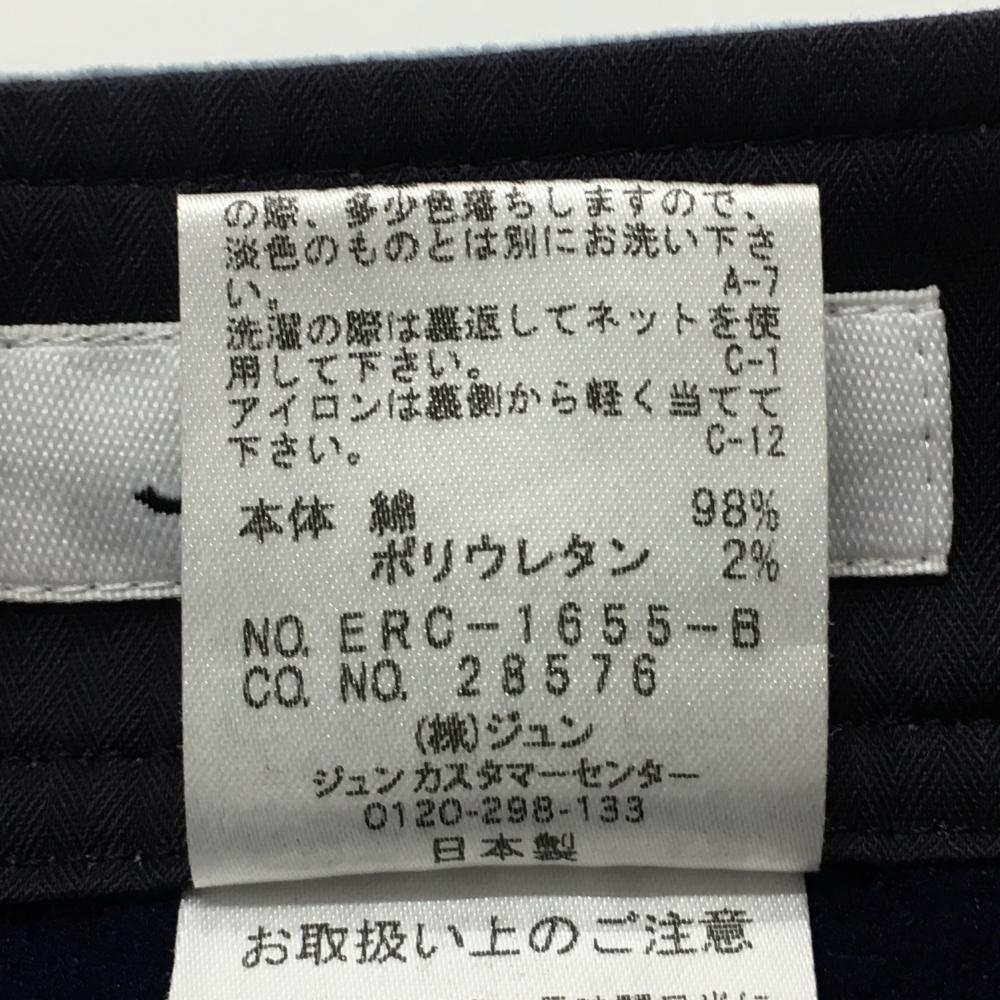 の際、多少色落ちしますので、
淡色のものとは別にお洗い下さ
い。 A-7
洗濯の際は裏返してネットを使
用して下さい。 C-1
アイロンは裏側から軽く当てて
下さい。 C-12
本体 綿 98%
ポリウレタン 2%
NO. ERC-1655-B
CO. NO. 28576
(株)ジュン
ジュンカスタマーセンター
0120-298-133
日本製
お取扱い上のご注意